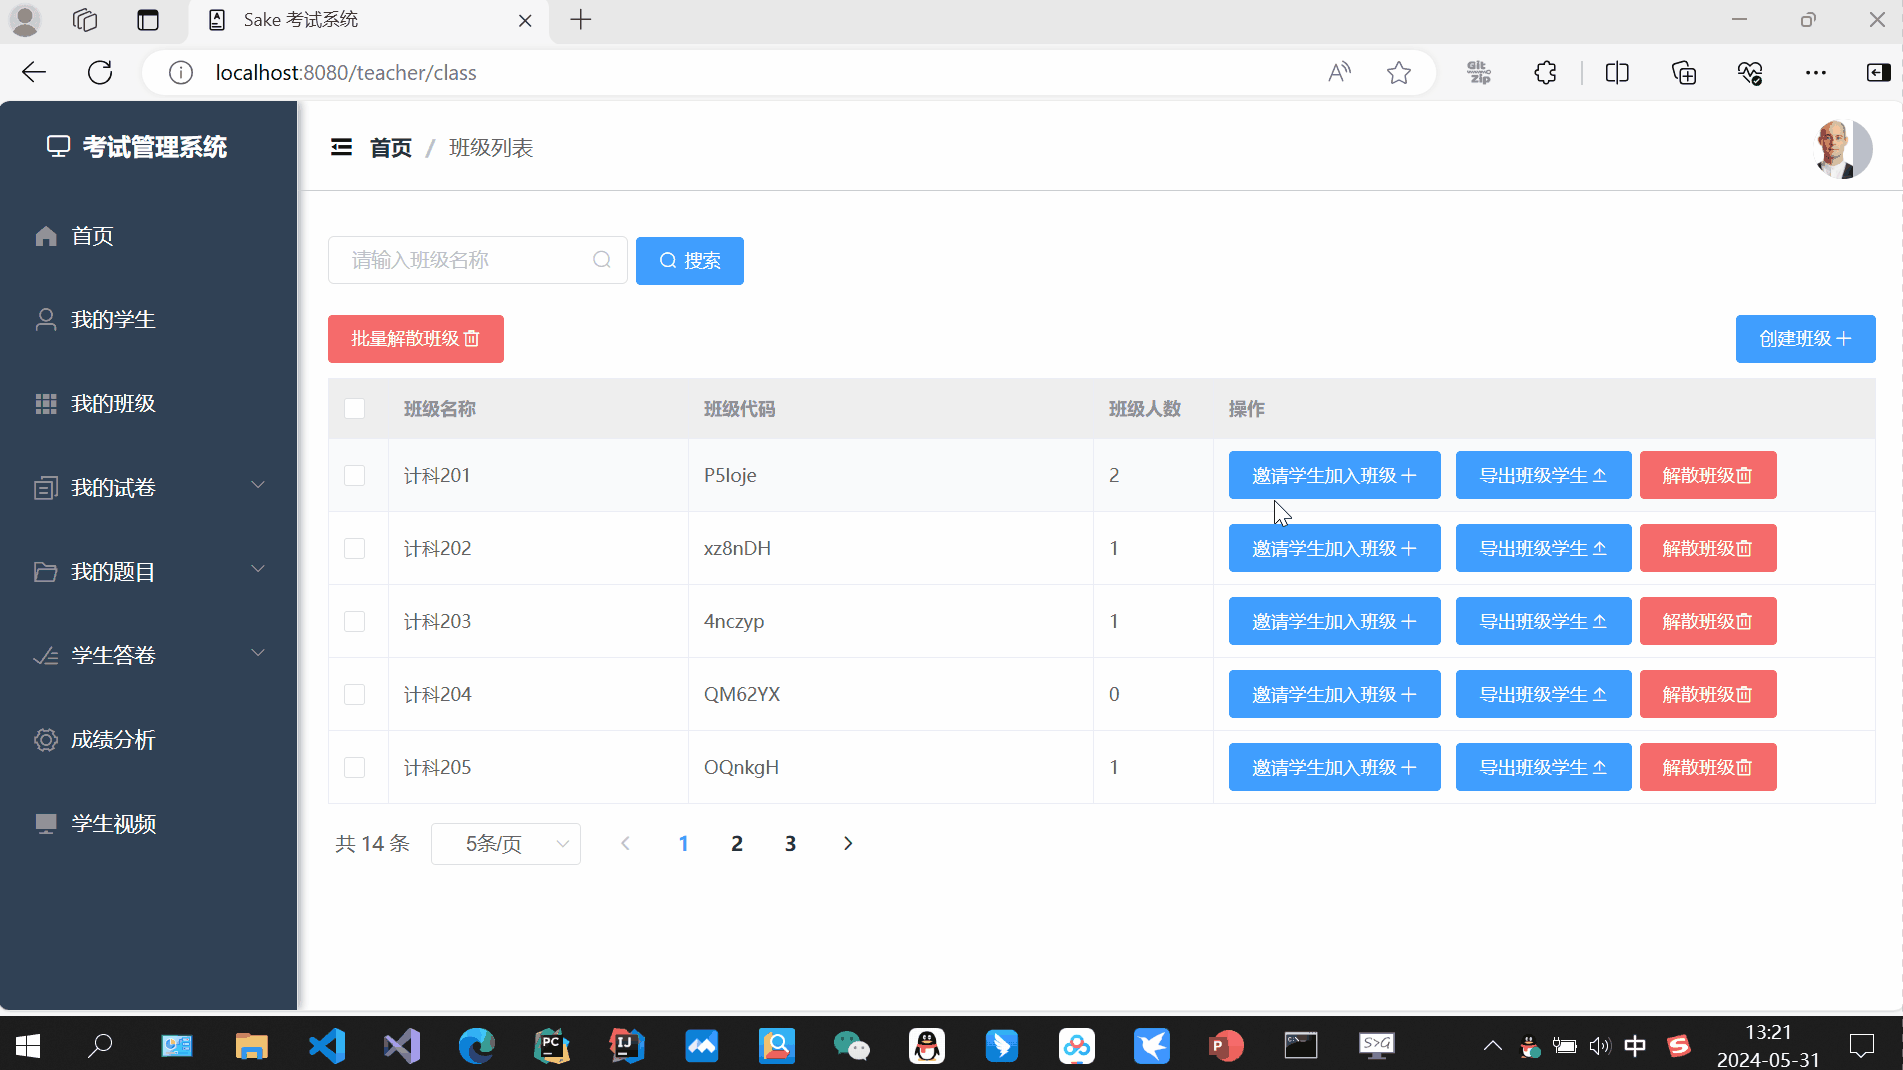 Sake 考试系统
localhost:8080/teacher/class
Git
Zip
考试管理系统
首页 / 班级列表
首页
我的学生
我的班级
我的试卷
我的题目
学生答卷
成绩分析
学生视频
请输入班级名称
搜索
批量解散班级
创建班级
班级名称 班级代码 班级人数 操作
计科201 P5loje 2 邀请学生加入班级 导出班级学生 解散班级
计科202 xz8nDH 1 邀请学生加入班级 导出班级学生 解散班级
计科203 4nczyp 1 邀请学生加入班级 导出班级学生 解散班级
计科204 QM62YX 0 邀请学生加入班级 导出班级学生 解散班级
计科205 OQnkgH 1 邀请学生加入班级 导出班级学生 解散班级
共 14 条 5条/页 1 2 3
PC IJ P S>G 中 S
13:21
2024-05-31